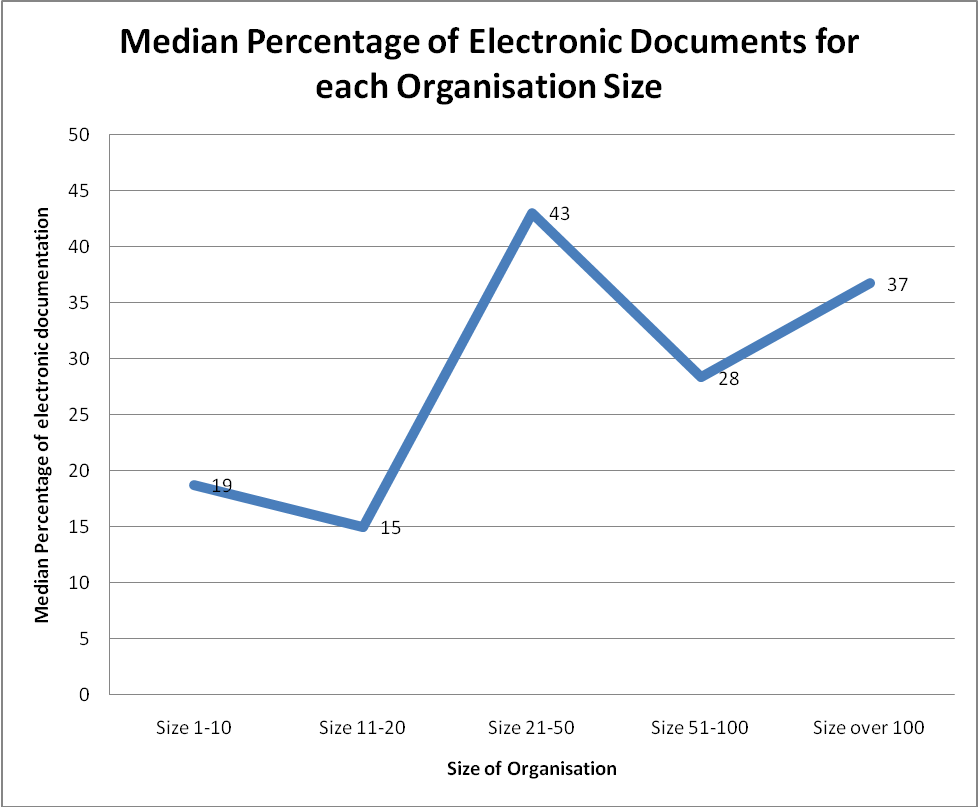 Median Percentage of Electronic Documents for
each Organisation Size
Median Percentage of electronic documentation
50
45
40
35
30
25
20
15
10
5
0
19
15
43
28
37
Size 1-10
Size 11-20
Size 21-50
Size 51-100
Size over 100
Size of Organisation